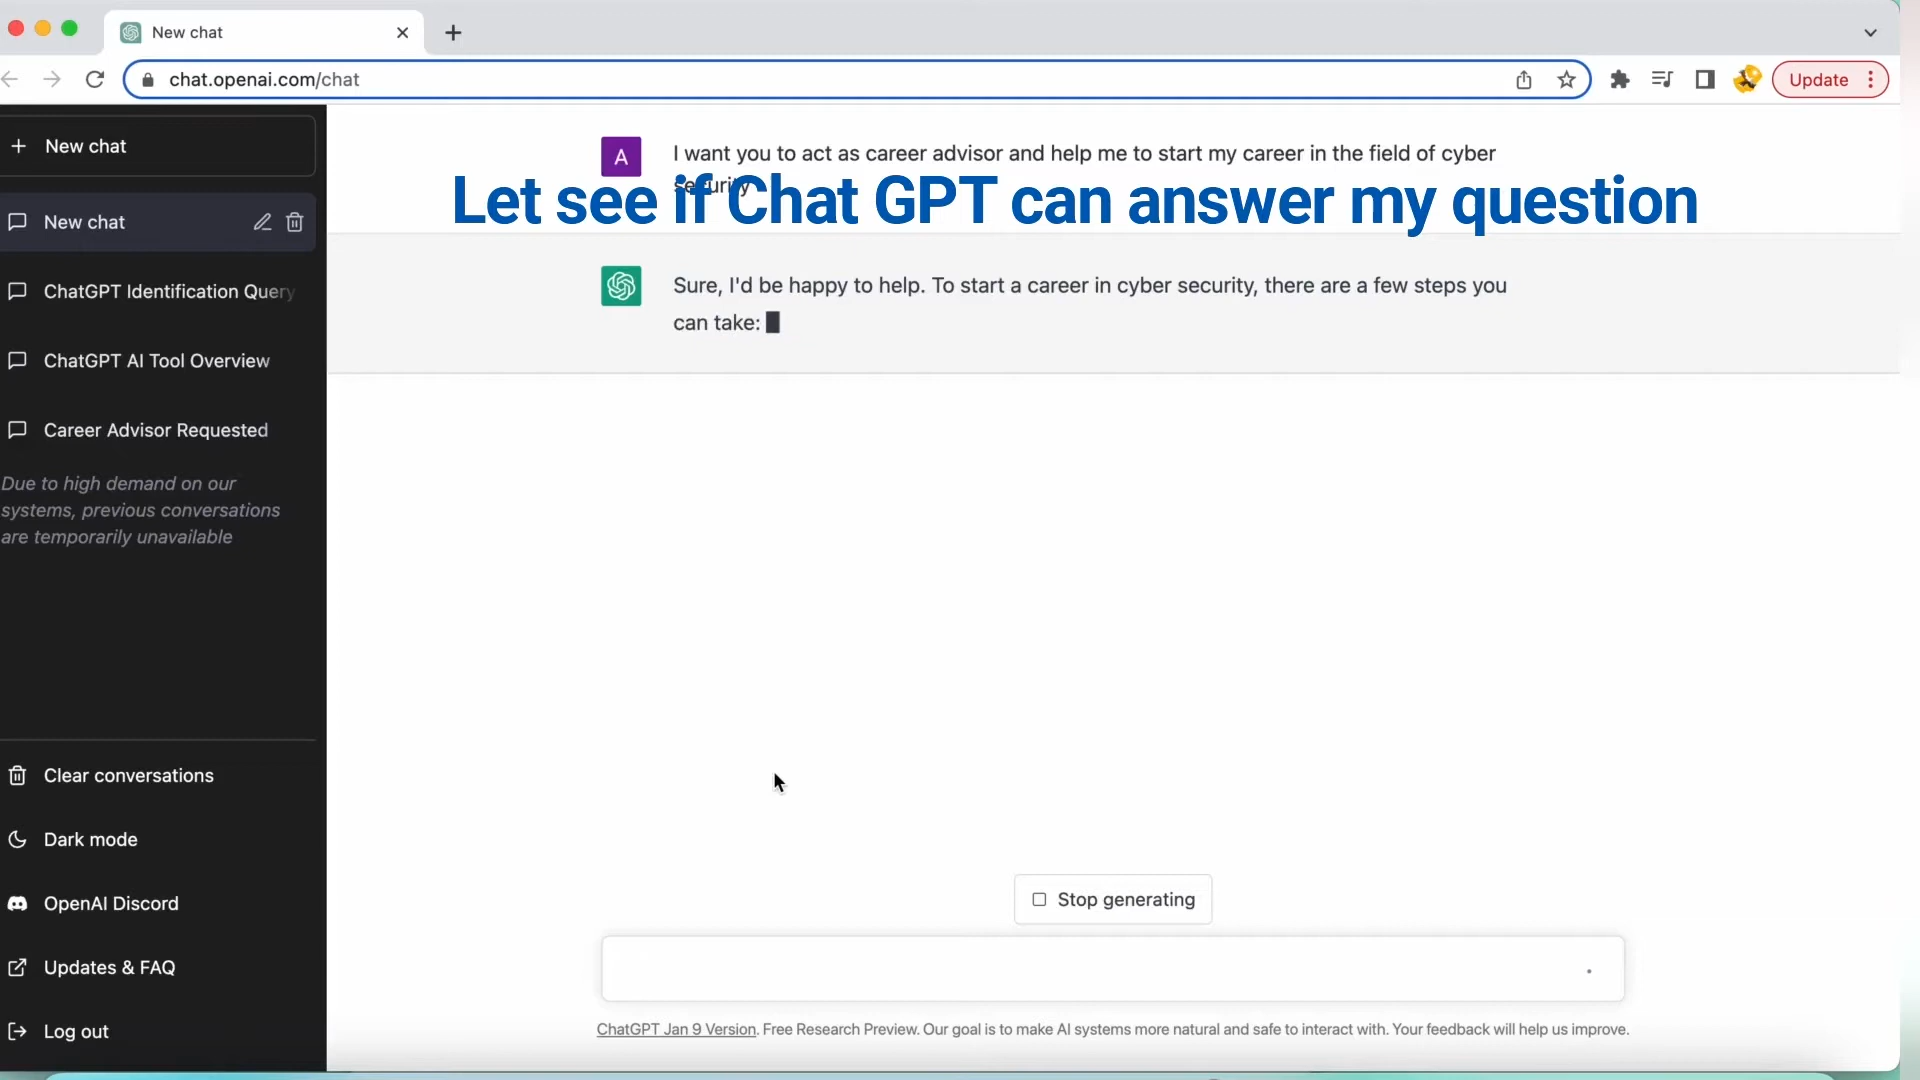 New chat
chat.openai.com/chat
Update
New chat
New chat
ChatGPT Identification Query
ChatGPT AI Tool Overview
Career Advisor Requested
Due to high demand on our
systems, previous conversations
are temporarily unavailable
Clear conversations
Dark mode
OpenAI Discord
Updates & FAQ
Log out
A
I want you to act as career advisor and help me to start my career in the field of cyber
security
Let see if Chat GPT can answer my question
Sure, I'd be happy to help. To start a career in cyber security, there are a few steps you
can take:
Stop generating
ChatGPT Jan 9 Version. Free Research Preview. Our goal is to make AI systems more natural and safe to interact with. Your feedback will help us improve.